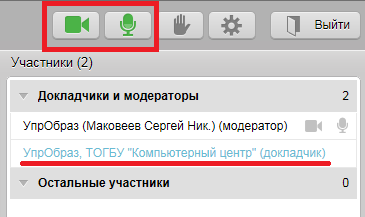 Выйти
Участники (2)
Докладчики и модераторы 2
УпрОбраз (Маковеев Сергей Ник.) (модератор)
УпрОбраз, ТОГБУ "Компьютерный центр" (докладчик)
Остальные участники 0